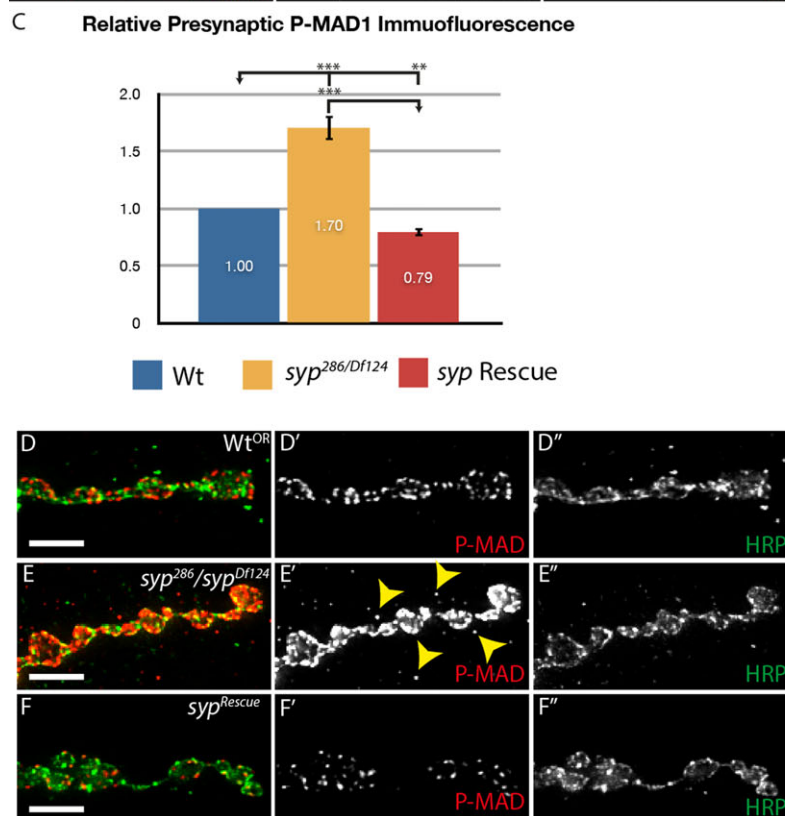 C
Relative Presynaptic P-MAD1 Immuofluorescence
*** **
***
2.0
1.5
1.0
0.5
0
1.00
1.70
0.79
Wt syp286/Df124 syp Rescue
D WtOR D' D"
P-MAD HRP
E syp286/sypDf124 E' E"
P-MAD HRP
F sypRescue F' F"
P-MAD HRP